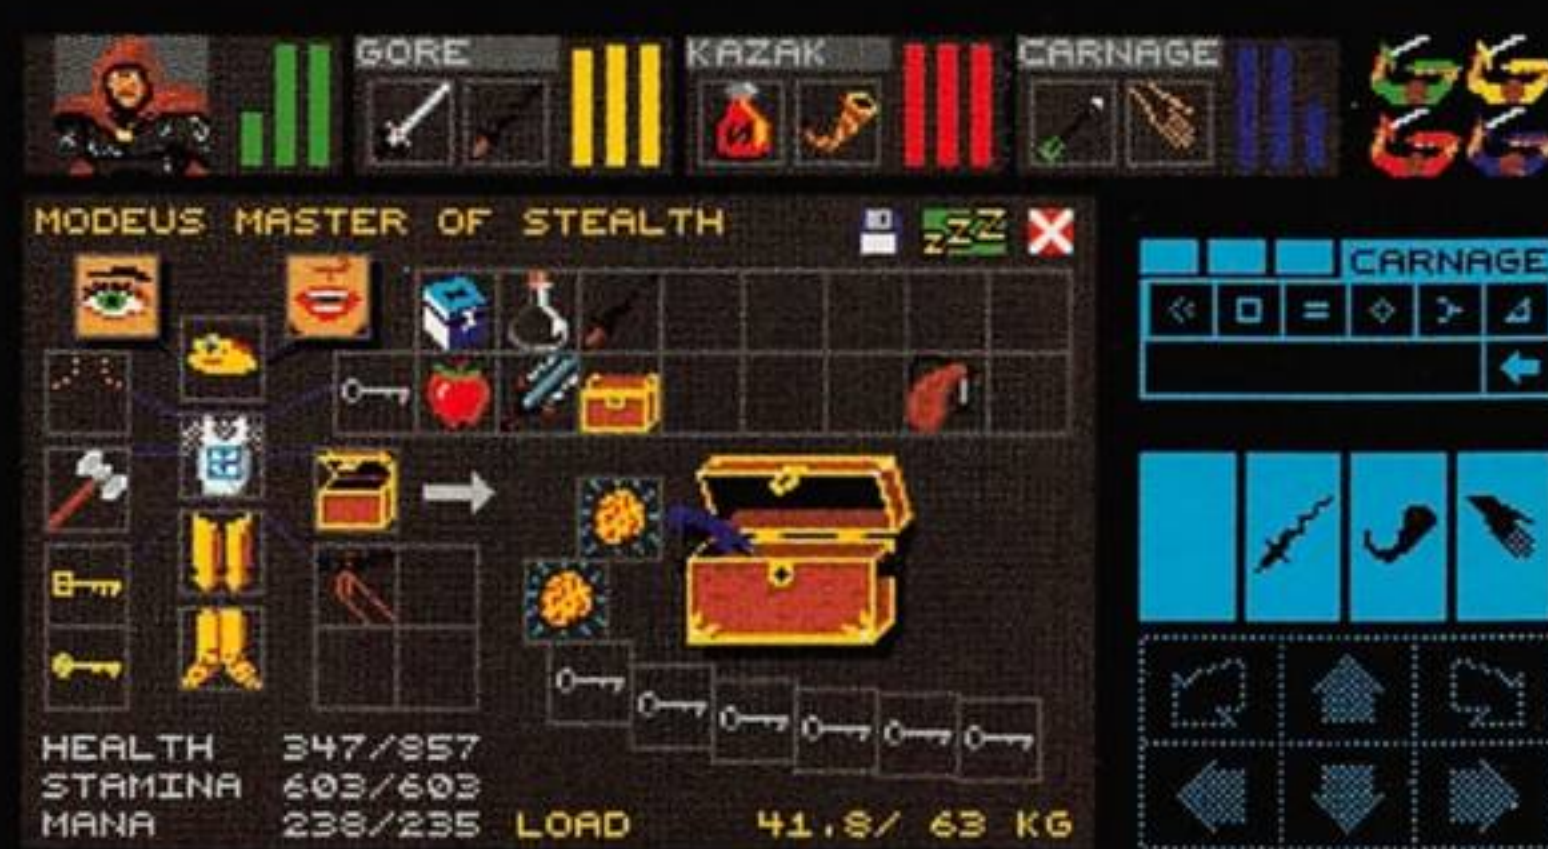 GORE
KAZAK
CARNAGE
MODEUS MASTER OF STEALTH
ZZZ
CARNAGE
HEALTH 347/857
STAMINA 603/603
MANA 238/235
LOAD 41.8/ 63 KG